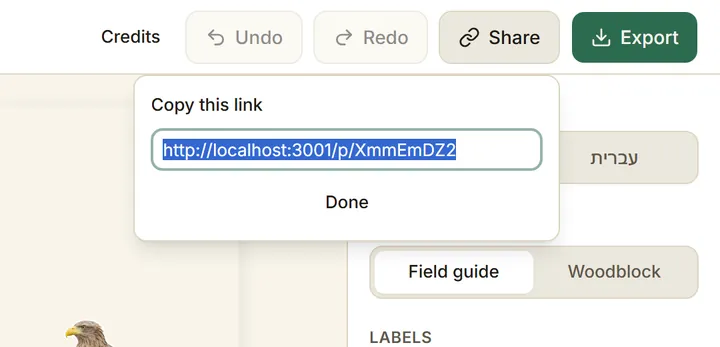 Credits
Undo
Redo
Share
Export
Copy this link
http://localhost:3001/p/XmmEmDZ2
Done
עברית
Field guide
Woodblock
LABELS